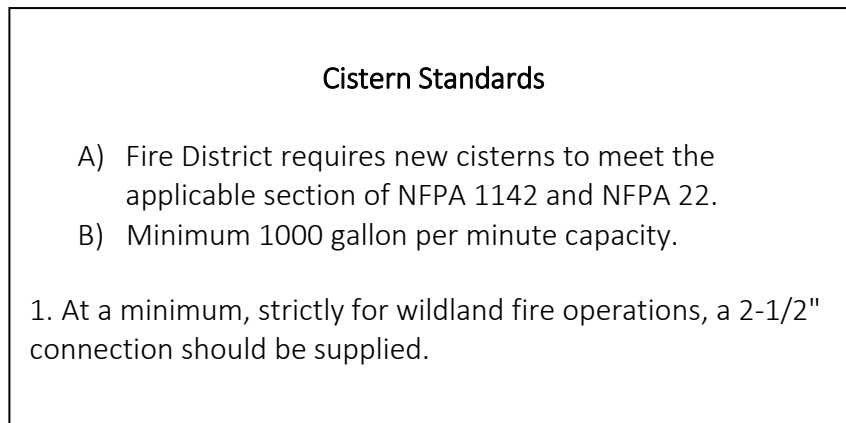 Cistern Standards
A) Fire District requires new cisterns to meet the
applicable section of NFPA 1142 and NFPA 22.
B) Minimum 1000 gallon per minute capacity.
1. At a minimum, strictly for wildland fire operations, a 2-1/2"
connection should be supplied.